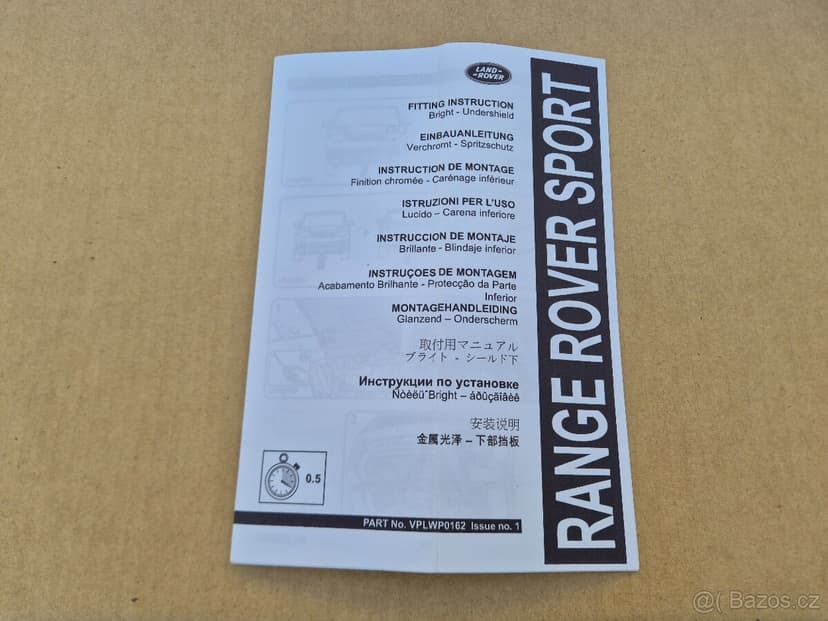 LAND-
-ROVER
FITTING INSTRUCTION
Bright - Undershield
EINBAUANLEITUNG
Verchromt - Spritzschutz
INSTRUCTION DE MONTAGE
Finition chromée - Carénage inférieur
ISTRUZIONI PER L'USO
Lucido – Carena inferiore
INSTRUCCION DE MONTAJE
Brillante - Blindaje inferior
INSTRUÇOES DE MONTAGEM
Acabamento Brilhante - Protecção da Parte
Inferior
MONTAGEHANDLEIDING
Glanzend – Onderscherm
取付用マニュアル
ブライト - シールド下
Инструкции по установке
Ñòèëü¨Bright – áðûçãîâèê
安装说明
金属光泽 – 下部挡板
0.5
PART No. VPLWP0162 Issue no. 1
RANGE ROVER SPORT
@( Bazos.cz